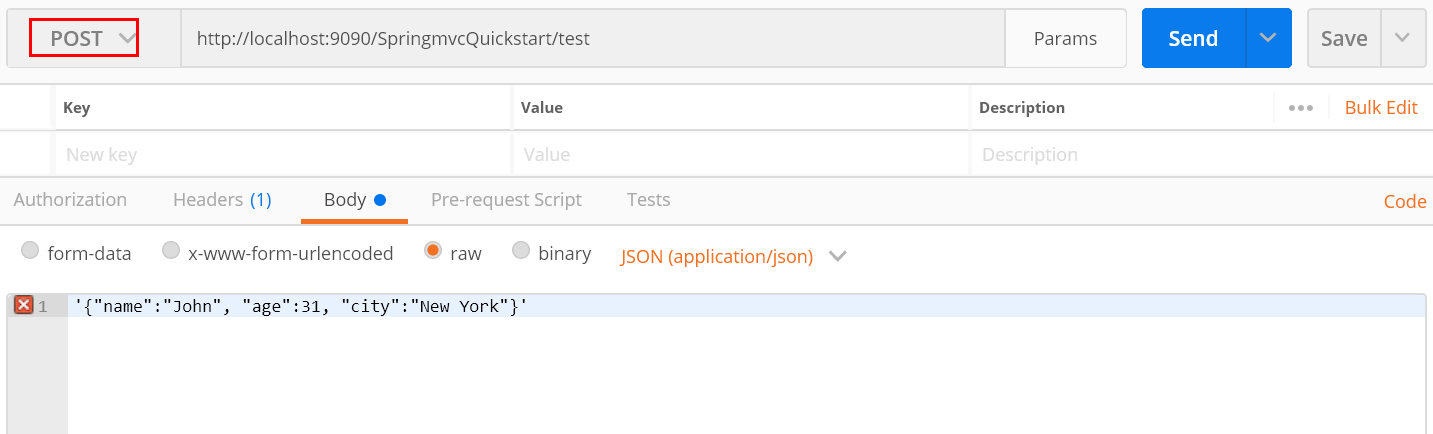 POST http://localhost:9090/SpringmvcQuickstart/test Params Send Save
Key Value Description ••• Bulk Edit
New key Value Description
Authorization Headers (1) Body Pre-request Script Tests Code
form-data x-www-form-urlencoded raw binary JSON (application/json)
1 '{"name":"John", "age":31, "city":"New York"}'